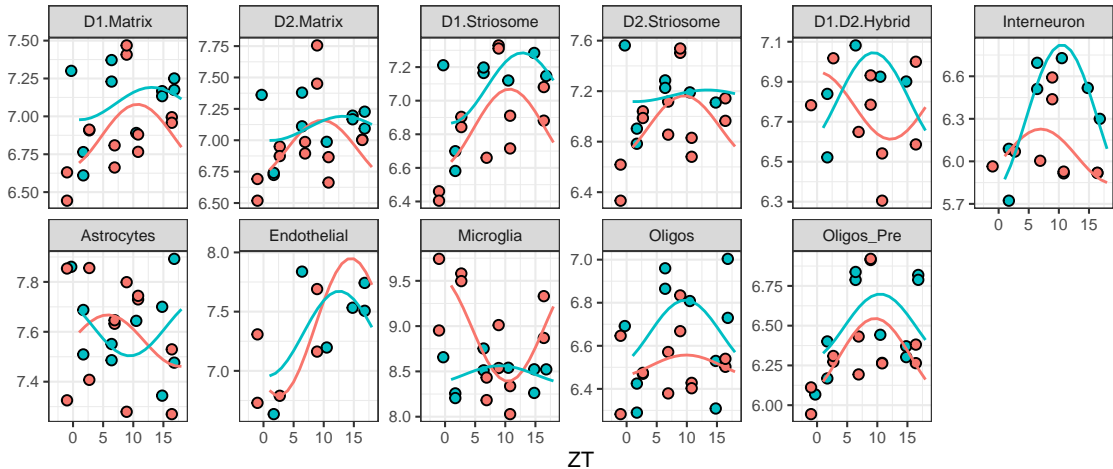 D1.Matrix D2.Matrix D1.Striosome D2.Striosome D1.D2.Hybrid Interneuron
7.50 7.25 7.00 6.75 6.50
7.75 7.50 7.25 7.00 6.75 6.50
7.2 6.8 6.4
7.6 7.2 6.8 6.4
7.1 6.9 6.7 6.5 6.3
6.6 6.3 6.0 5.7
0 5 10 15
Astrocytes Endothelial Microglia Oligos Oligos_Pre
7.8 7.6 7.4
8.0 7.5 7.0
9.5 9.0 8.5 8.0
7.0 6.8 6.6 6.4
6.75 6.50 6.25 6.00
0 5 10 15 0 5 10 15 0 5 10 15 0 5 10 15 0 5 10 15
ZT